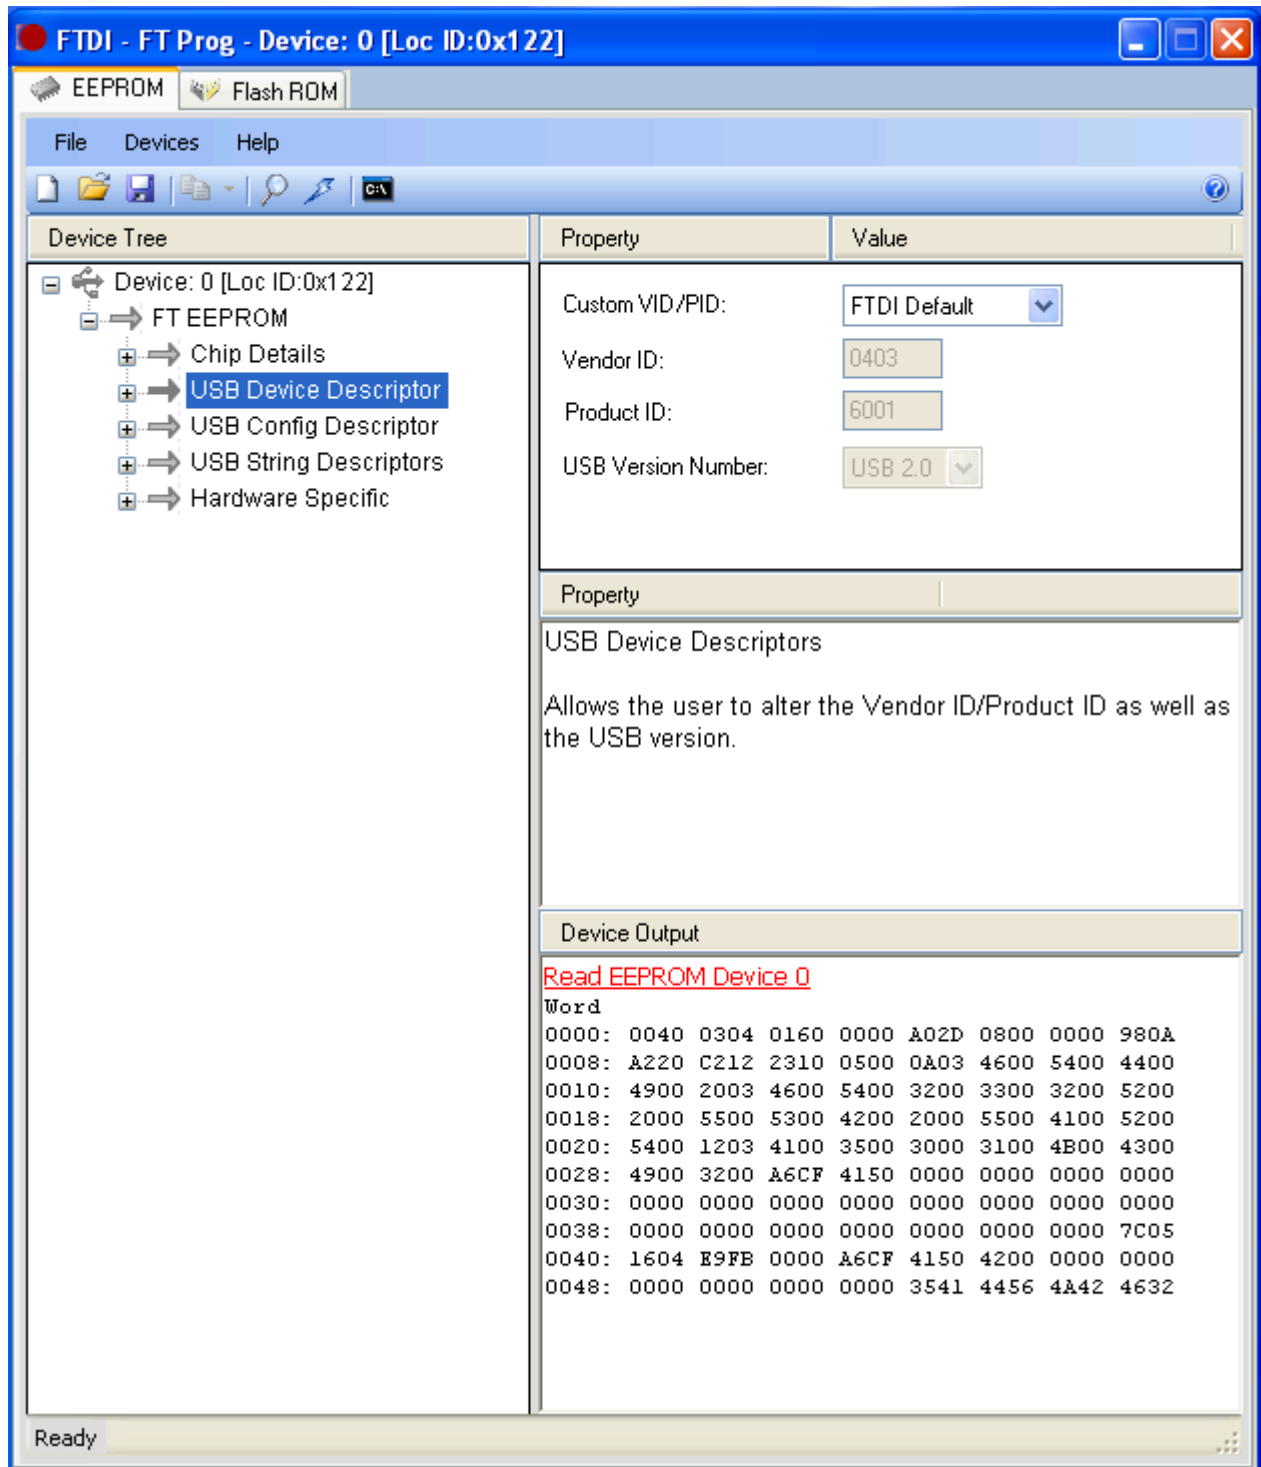 FTDI - FT Prog - Device: 0 [Loc ID:0x122]
EEPROM Flash ROM
File Devices Help
C:\
Device Tree
Property Value
Device: 0 [Loc ID:0x122]
FT EEPROM
Chip Details
USB Device Descriptor
USB Config Descriptor
USB String Descriptors
Hardware Specific
Custom VID/PID: FTDI Default
Vendor ID: 0403
Product ID: 6001
USB Version Number: USB 2.0
Property
USB Device Descriptors
Allows the user to alter the Vendor ID/Product ID as well as
the USB version.
Device Output
Read EEPROM Device 0
Word
0000: 0040 0304 0160 0000 A02D 0800 0000 980A
0008: A220 C212 2310 0500 0A03 4600 5400 4400
0010: 4900 2003 4600 5400 3200 3300 3200 5200
0018: 2000 5500 5300 4200 2000 5500 4100 5200
0020: 5400 1203 4100 3500 3000 3100 4B00 4300
0028: 4900 3200 A6CF 4150 0000 0000 0000 0000
0030: 0000 0000 0000 0000 0000 0000 0000 0000
0038: 0000 0000 0000 0000 0000 0000 0000 7C05
0040: 1604 E9FB 0000 A6CF 4150 4200 0000 0000
0048: 0000 0000 0000 0000 3541 4456 4A42 4632
Ready